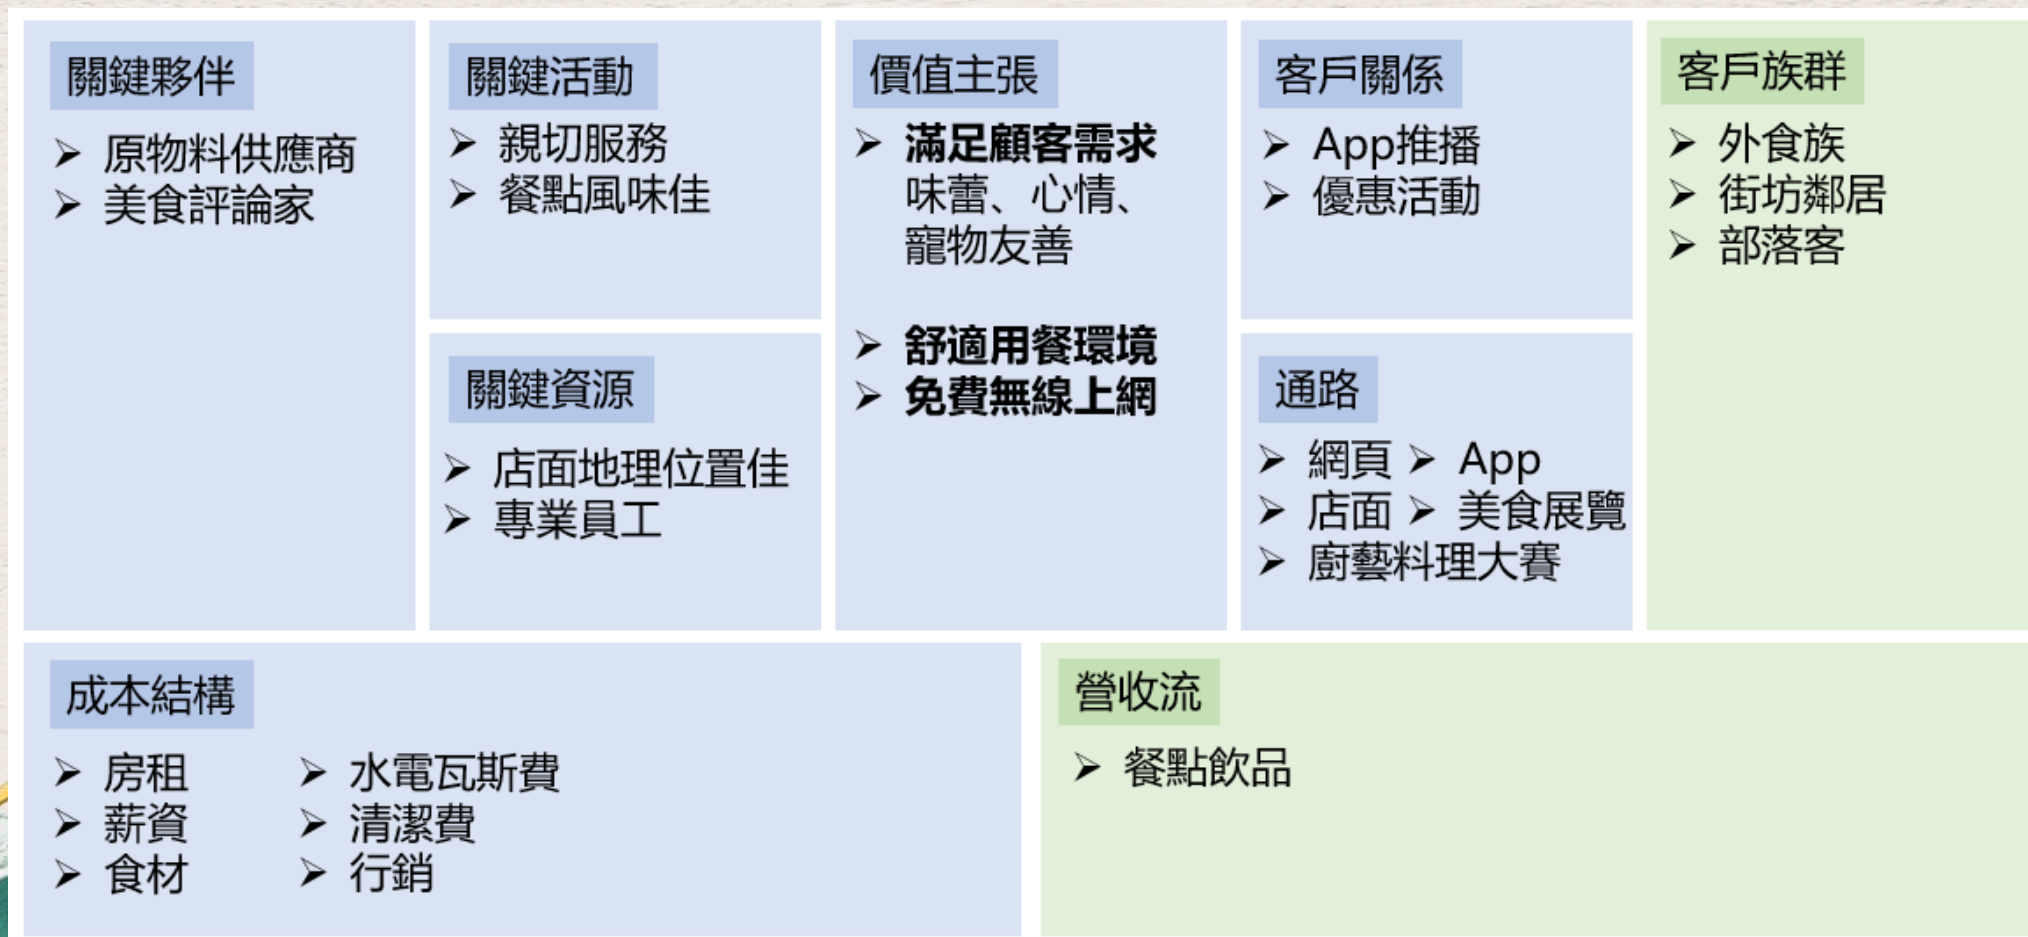 關鍵夥伴
➢ 原物料供應商
➢ 美食評論家
關鍵活動
➢ 親切服務
➢ 餐點風味佳
關鍵資源
➢ 店面地理位置佳
➢ 專業員工
價值主張
➢ 滿足顧客需求
味蕾、心情、
寵物友善
➢ 舒適用餐環境
➢ 免費無線上網
客戶關係
➢ App推播
➢ 優惠活動
通路
➢ 網頁 ➢ App
➢ 店面 ➢ 美食展覽
➢ 廚藝料理大賽
客戶族群
➢ 外食族
➢ 街坊鄰居
➢ 部落客
成本結構
➢ 房租 ➢ 水電瓦斯費
➢ 薪資 ➢ 清潔費
➢ 食材 ➢ 行銷
營收流
➢ 餐點飲品